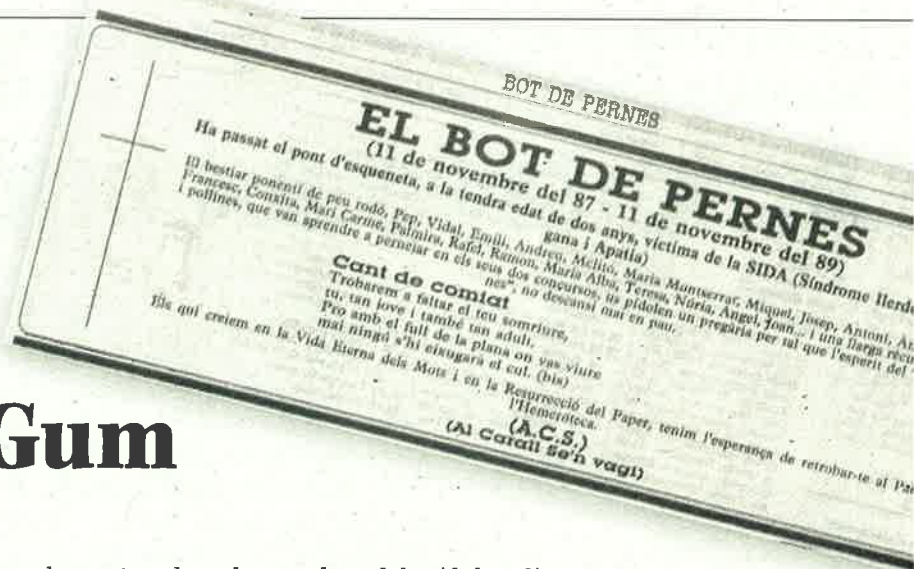 BOT DE PERNES
EL BOT DE PERNES
(11 de novembre del 87 - 11 de novembre del 89)
Ha passat el pont d'esqueneta, a la tendra edat de dos anys, víctima de la SIDA (Síndrome Ilerd
gana i Apatia)
El bestiar ponentí de peu rodó, Pep, Vidal, Emili, Andreu, Melitó, Maria Montserrat, Miquel, Josep, Antoni, An
Francesc, Conxita, Mari Carme, Palmira, Rafel, Ramon, Maria Alba, Teresa, Núria, Angel, Joan... i una llarga récu
i pollines, que van aprendre a pernejar en els seus dos concursos, us pidolen un pregària per tal que l'esperit del
nes" no descansi mai en pau.
Cant de comiat
Trobarem a faltar el teu somriure,
tu, tan jove i també tan adult.
Pro amb el full de la plana on vas viure
mai ningú s'hi eixugarà el cul. (bis)
Els qui creiem en la Vida Eterna dels Mots i en la Resurrecció del Paper, tenim l'esperança de retrobar-te al Pa
l'Hemeroteca.
(A.C.S.)
(Al Carall se'n vagi)
Gum